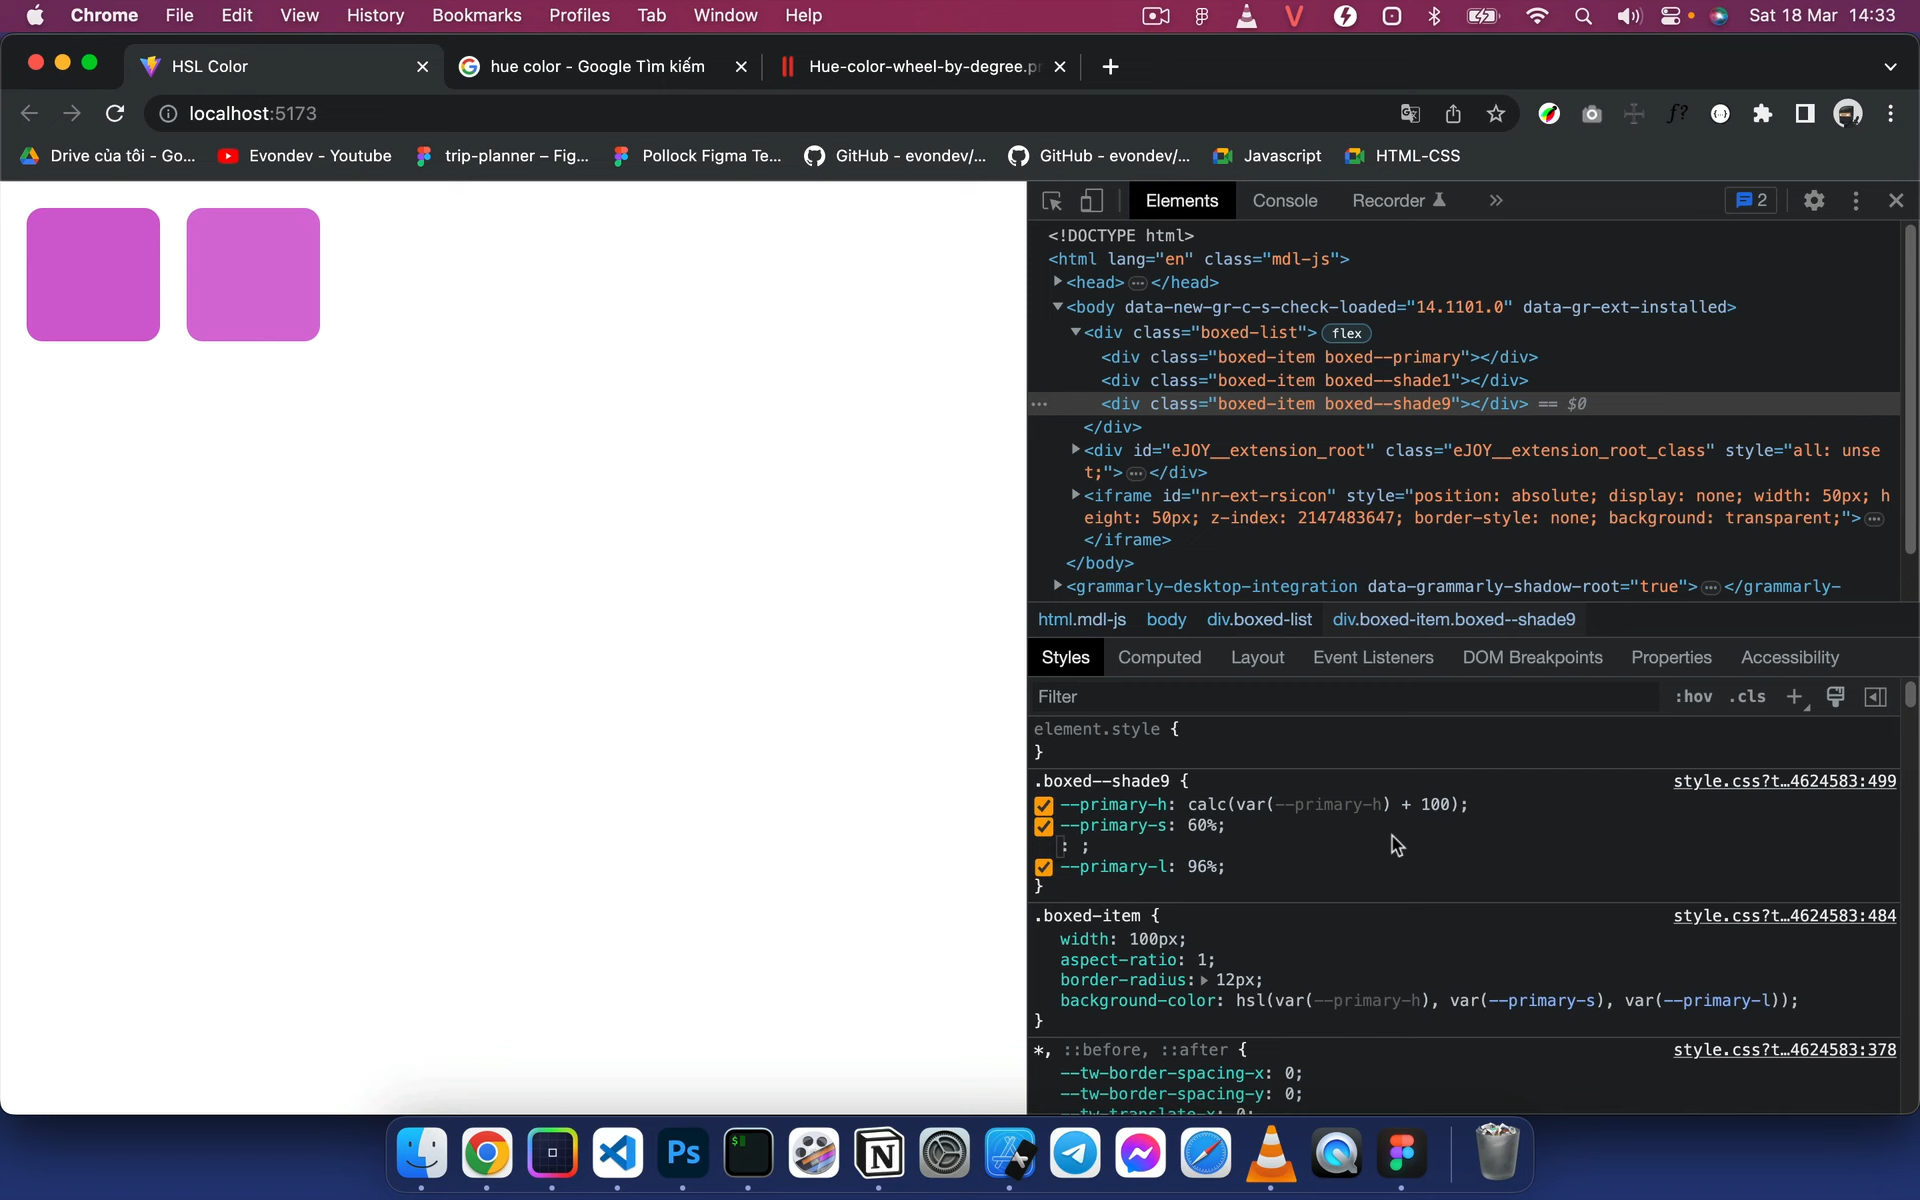 Chrome File Edit View History Bookmarks Profiles Tab Window Help Sat 18 Mar 14:33
HSL Color hue color - Google Tìm kiếm Hue-color-wheel-by-degree.pn
localhost:5173
Drive của tôi - Go... Evondev - Youtube trip-planner – Fig... Pollock Figma Te... GitHub - evondev/... GitHub - evondev/... Javascript HTML-CSS
Elements Console Recorder 2
<!DOCTYPE html>
<html lang="en" class="mdl-js">
<head> ... </head>
<body data-new-gr-c-s-check-loaded="14.1101.0" data-gr-ext-installed>
<div class="boxed-list"> flex
<div class="boxed-item boxed--primary"></div>
<div class="boxed-item boxed--shade1"></div>
... <div class="boxed-item boxed--shade9"></div> == $0
</div>
<div id="eJOY__extension_root" class="eJOY__extension_root_class" style="all: unse
t;"> ... </div>
<iframe id="nr-ext-rsicon" style="position: absolute; display: none; width: 50px; h
eight: 50px; z-index: 2147483647; border-style: none; background: transparent;"> ...
</iframe>
</body>
<grammarly-desktop-integration data-grammarly-shadow-root="true"> ... </grammarly-
html.mdl-js body div.boxed-list div.boxed-item.boxed--shade9
Styles Computed Layout Event Listeners DOM Breakpoints Properties Accessibility
Filter :hov .cls +
element.style {
}
.boxed--shade9 { style.css?t…4624583:499
--primary-h: calc(var(--primary-h) + 100);
--primary-s: 60%;
: ;
--primary-l: 96%;
}
.boxed-item { style.css?t…4624583:484
width: 100px;
aspect-ratio: 1;
border-radius: 12px;
background-color: hsl(var(--primary-h), var(--primary-s), var(--primary-l));
}
*, ::before, ::after { style.css?t…4624583:378
--tw-border-spacing-x: 0;
--tw-border-spacing-y: 0;
--tw-translate-x: 0;
Ps